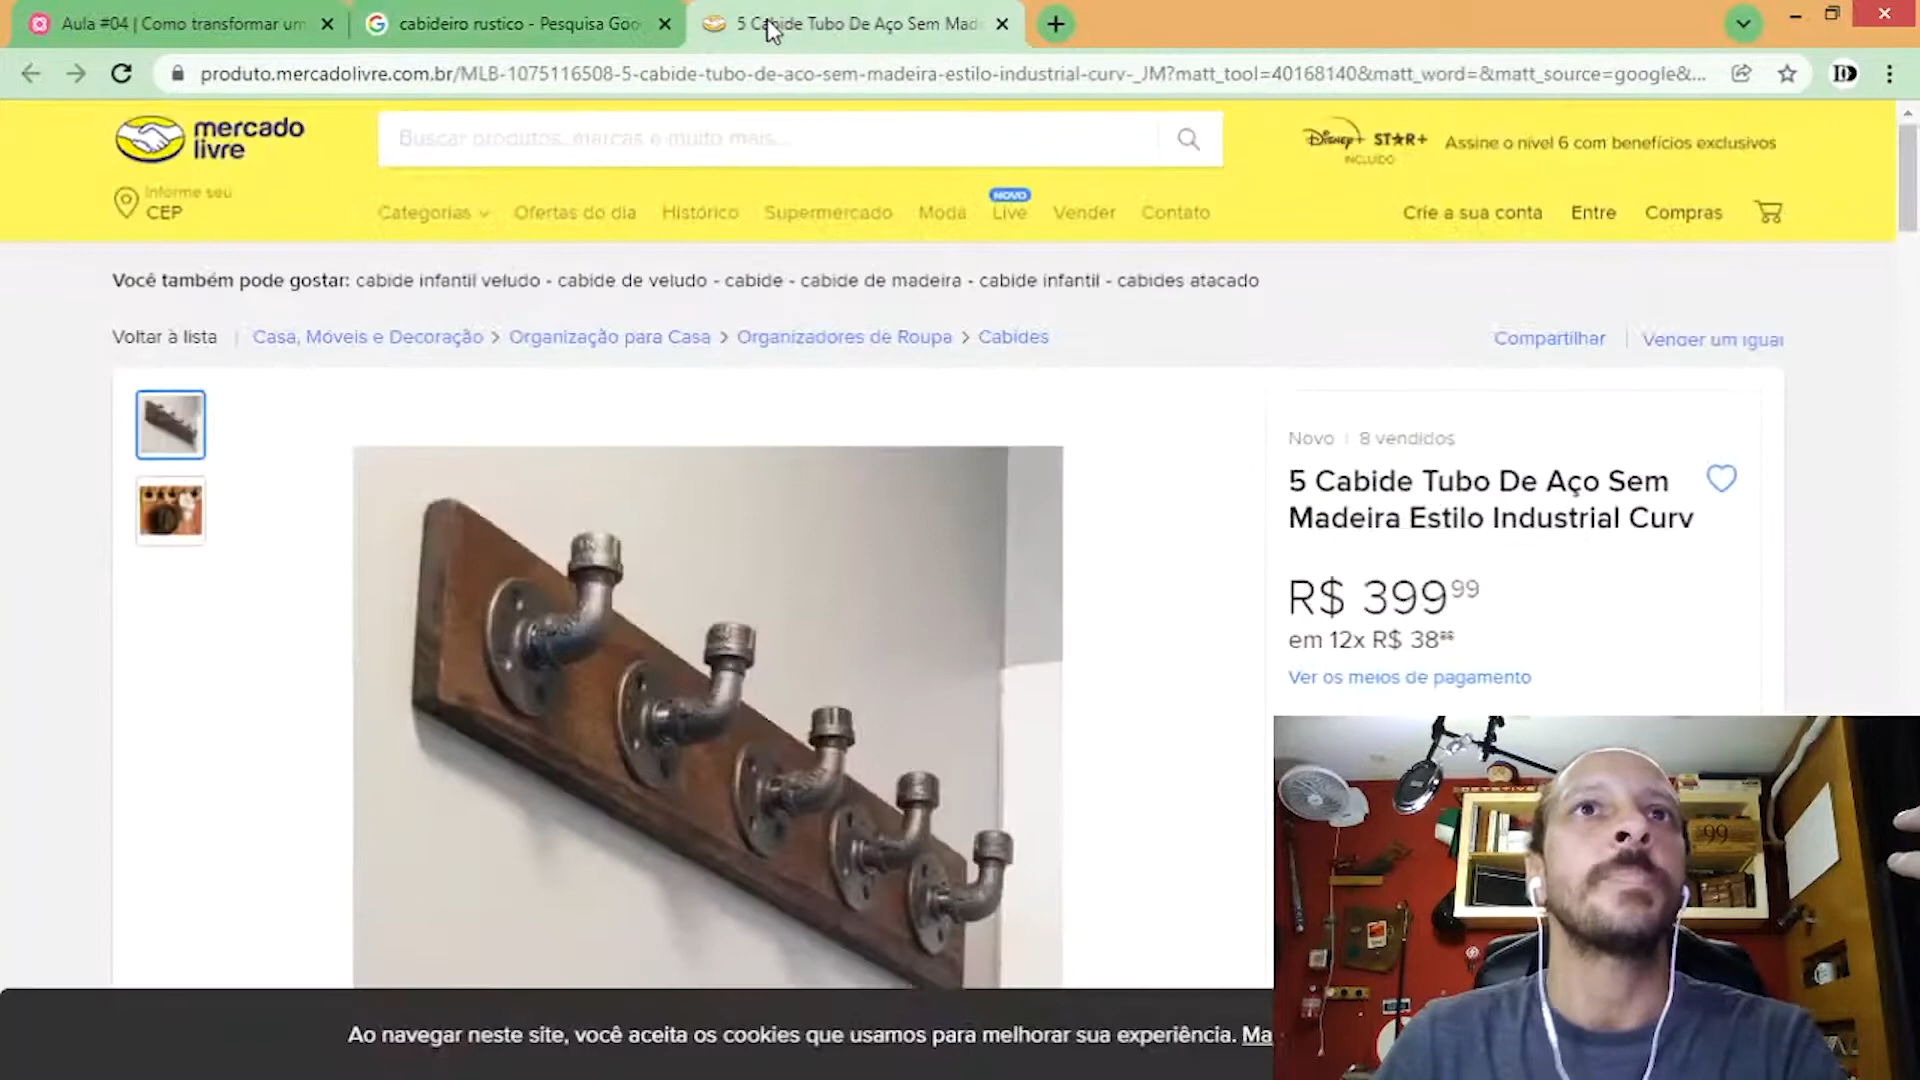 Aula #04 | Como transformar um
cabideiro rustico - Pesquisa Goo
5 Cabide Tubo De Aço Sem Mad
produto.mercadolivre.com.br/MLB-1075116508-5-cabide-tubo-de-aco-sem-madeira-estilo-industrial-curv-_JM?matt_tool=40168140&matt_word=&matt_source=google&...
mercado
livre
Buscar produtos, marcas e muito mais...
Disney+ STAR+
INCLUÍDO
Assine o nível 6 com benefícios exclusivos
Informe seu
CEP
NOVO
Categorias Ofertas do dia Histórico Supermercado Moda Live Vender Contato
Crie a sua conta Entre Compras
Você também pode gostar: cabide infantil veludo - cabide de veludo - cabide - cabide de madeira - cabide infantil - cabides atacado
Voltar à lista | Casa, Móveis e Decoração > Organização para Casa > Organizadores de Roupa > Cabides
Compartilhar | Vender um igual
Novo | 8 vendidos
5 Cabide Tubo De Aço Sem
Madeira Estilo Industrial Curv
R$ 399 99
em 12x R$ 38
Ver os meios de pagamento
99
Ao navegar neste site, você aceita os cookies que usamos para melhorar sua experiência. Ma